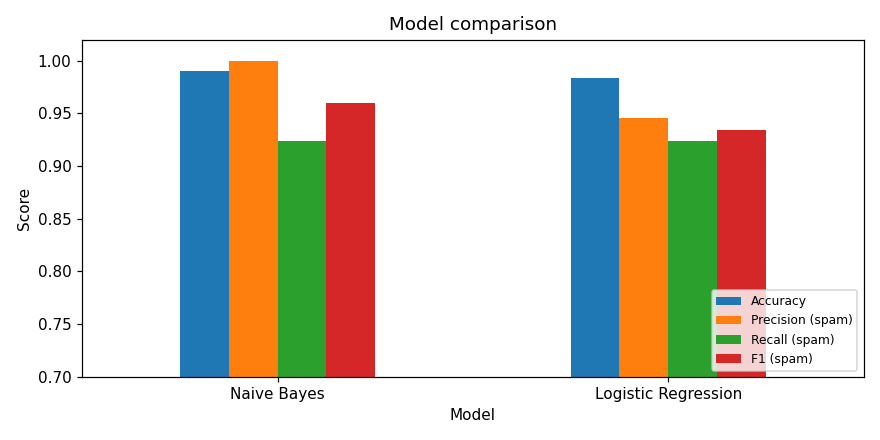 Model comparison
Score
1.00
0.95
0.90
0.85
0.80
0.75
0.70
Accuracy
Precision (spam)
Recall (spam)
F1 (spam)
Naive Bayes
Logistic Regression
Model